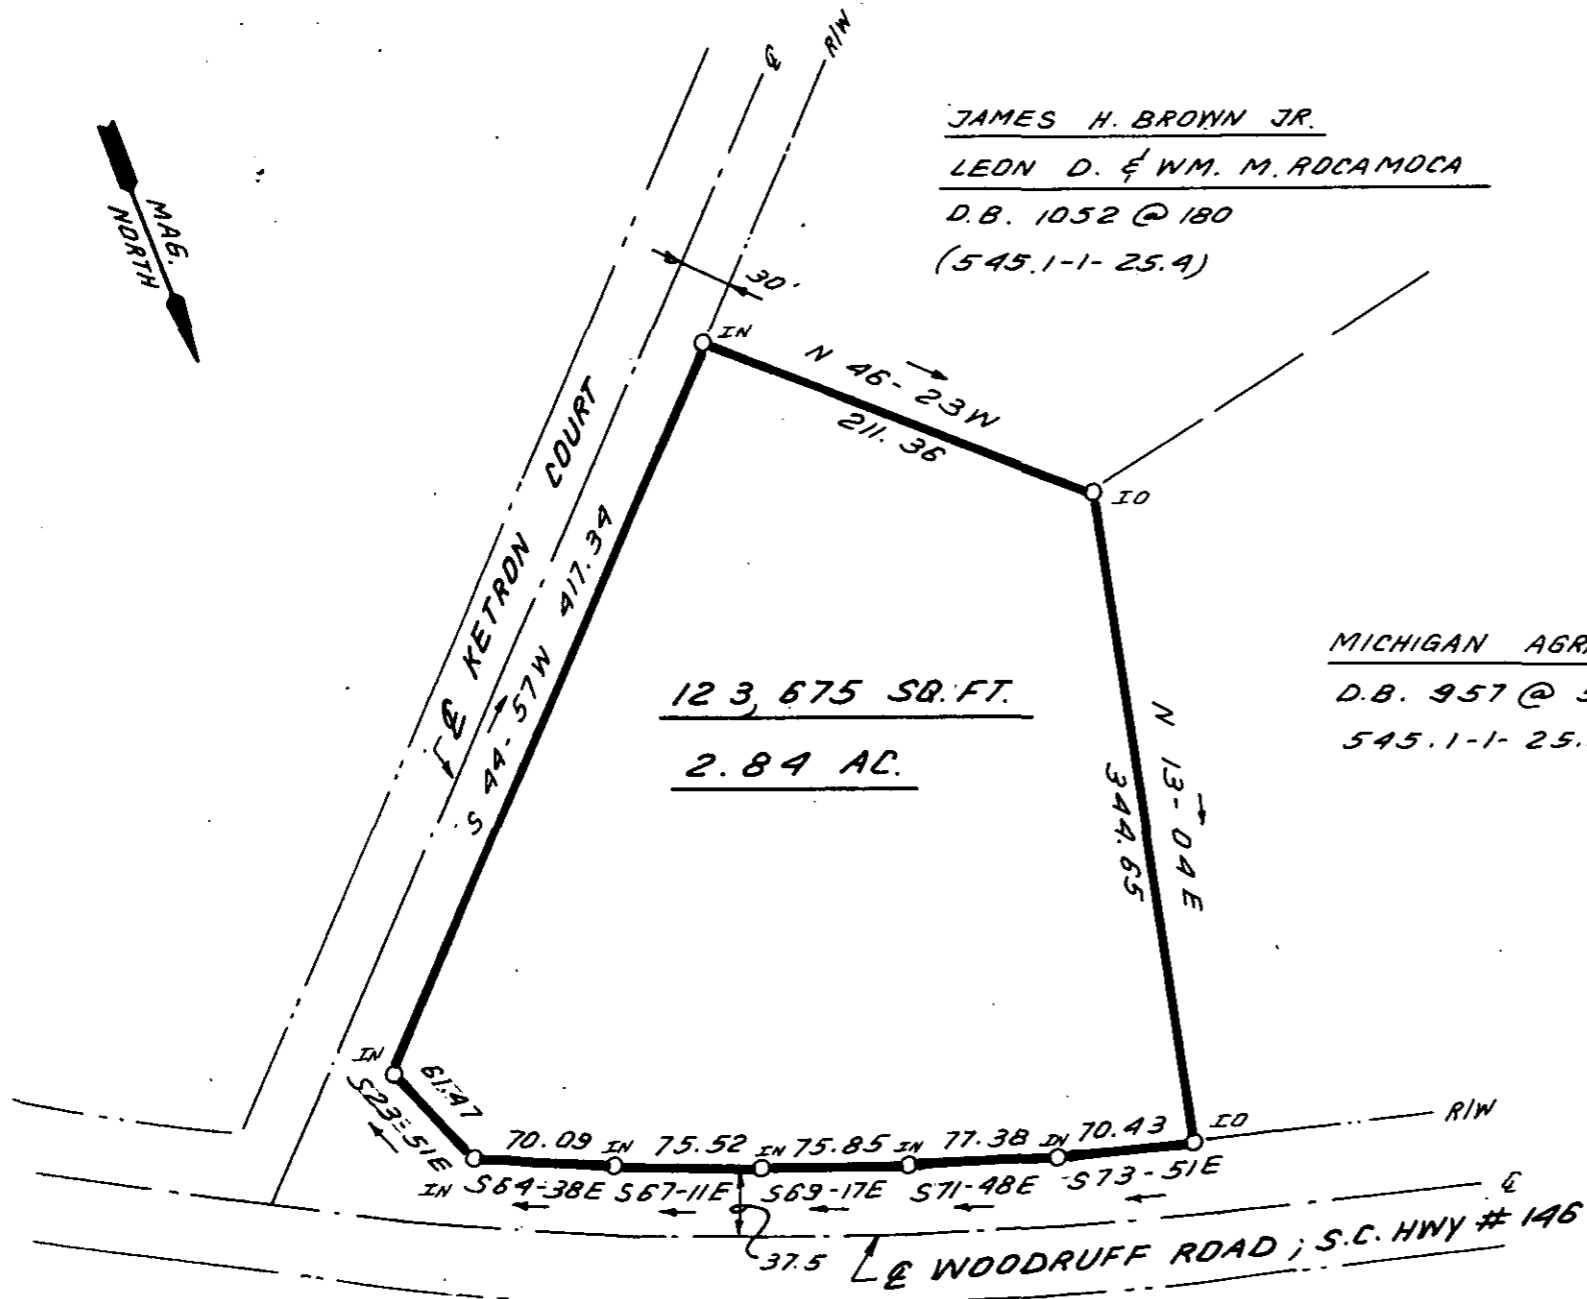 ℄
R/W
JAMES H. BROWN JR.
LEON D. & WM. M. ROCAMOCA
D.B. 1052 @ 180
(545.1-1-25.4)
MAG.
NORTH
30'
IN
N 46-23W
211.36
IO
℄ KETRON COURT
S 44-57W 417.34
123,675 SQ. FT.
2.84 AC.
MICHIGAN AGR
D.B. 957 @
545.1-1-25.
N 13-04E
344.65
IN
61.47
S23-51E
IO
R/W
70.09 IN 75.52 IN 75.85 IN 77.38 IN 70.43
IN S64-38E S67-11E S69-17E S71-48E S73-51E
℄
37.5
℄ WOODRUFF ROAD ; S.C. HWY # 146